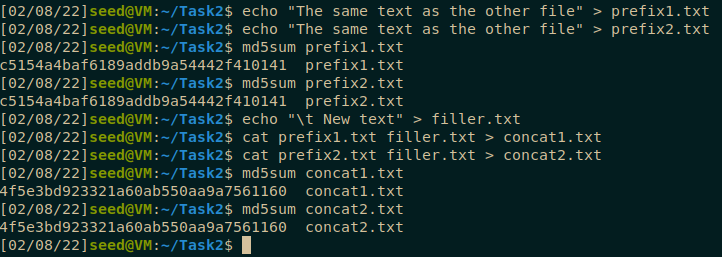 [02/08/22]seed@VM:~/Task2$ echo "The same text as the other file" > prefix1.txt
[02/08/22]seed@VM:~/Task2$ echo "The same text as the other file" > prefix2.txt
[02/08/22]seed@VM:~/Task2$ md5sum prefix1.txt
c5154a4baf6189addb9a54442f410141  prefix1.txt
[02/08/22]seed@VM:~/Task2$ md5sum prefix2.txt
c5154a4baf6189addb9a54442f410141  prefix2.txt
[02/08/22]seed@VM:~/Task2$ echo "\t New text" > filler.txt
[02/08/22]seed@VM:~/Task2$ cat prefix1.txt filler.txt > concat1.txt
[02/08/22]seed@VM:~/Task2$ cat prefix2.txt filler.txt > concat2.txt
[02/08/22]seed@VM:~/Task2$ md5sum concat1.txt
4f5e3bd923321a60ab550aa9a7561160  concat1.txt
[02/08/22]seed@VM:~/Task2$ md5sum concat2.txt
4f5e3bd923321a60ab550aa9a7561160  concat2.txt
[02/08/22]seed@VM:~/Task2$